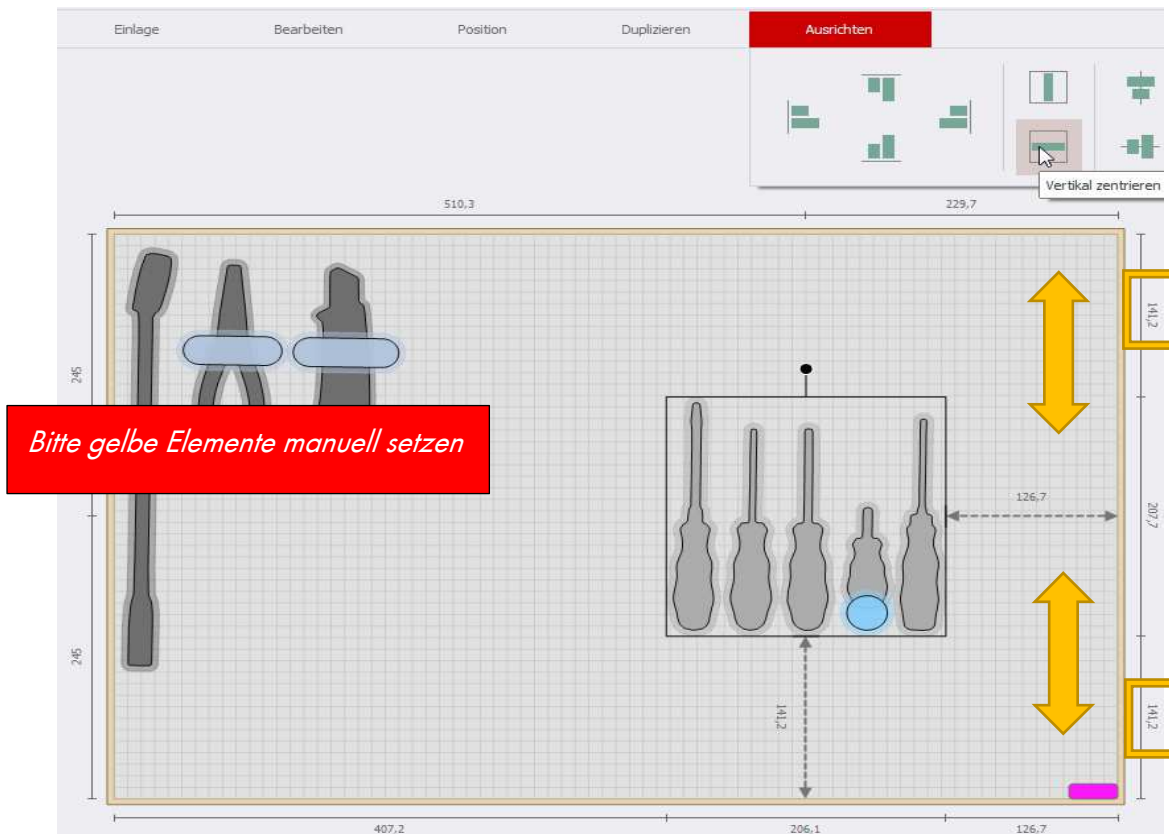 Einlage Bearbeiten Position Duplizieren Ausrichten
Vertikal zentrieren
510,3 229,7
141,2
245
Bitte gelbe Elemente manuell setzen
126,7
207,7
245
141,2
141,2
407,2 206,1 126,7